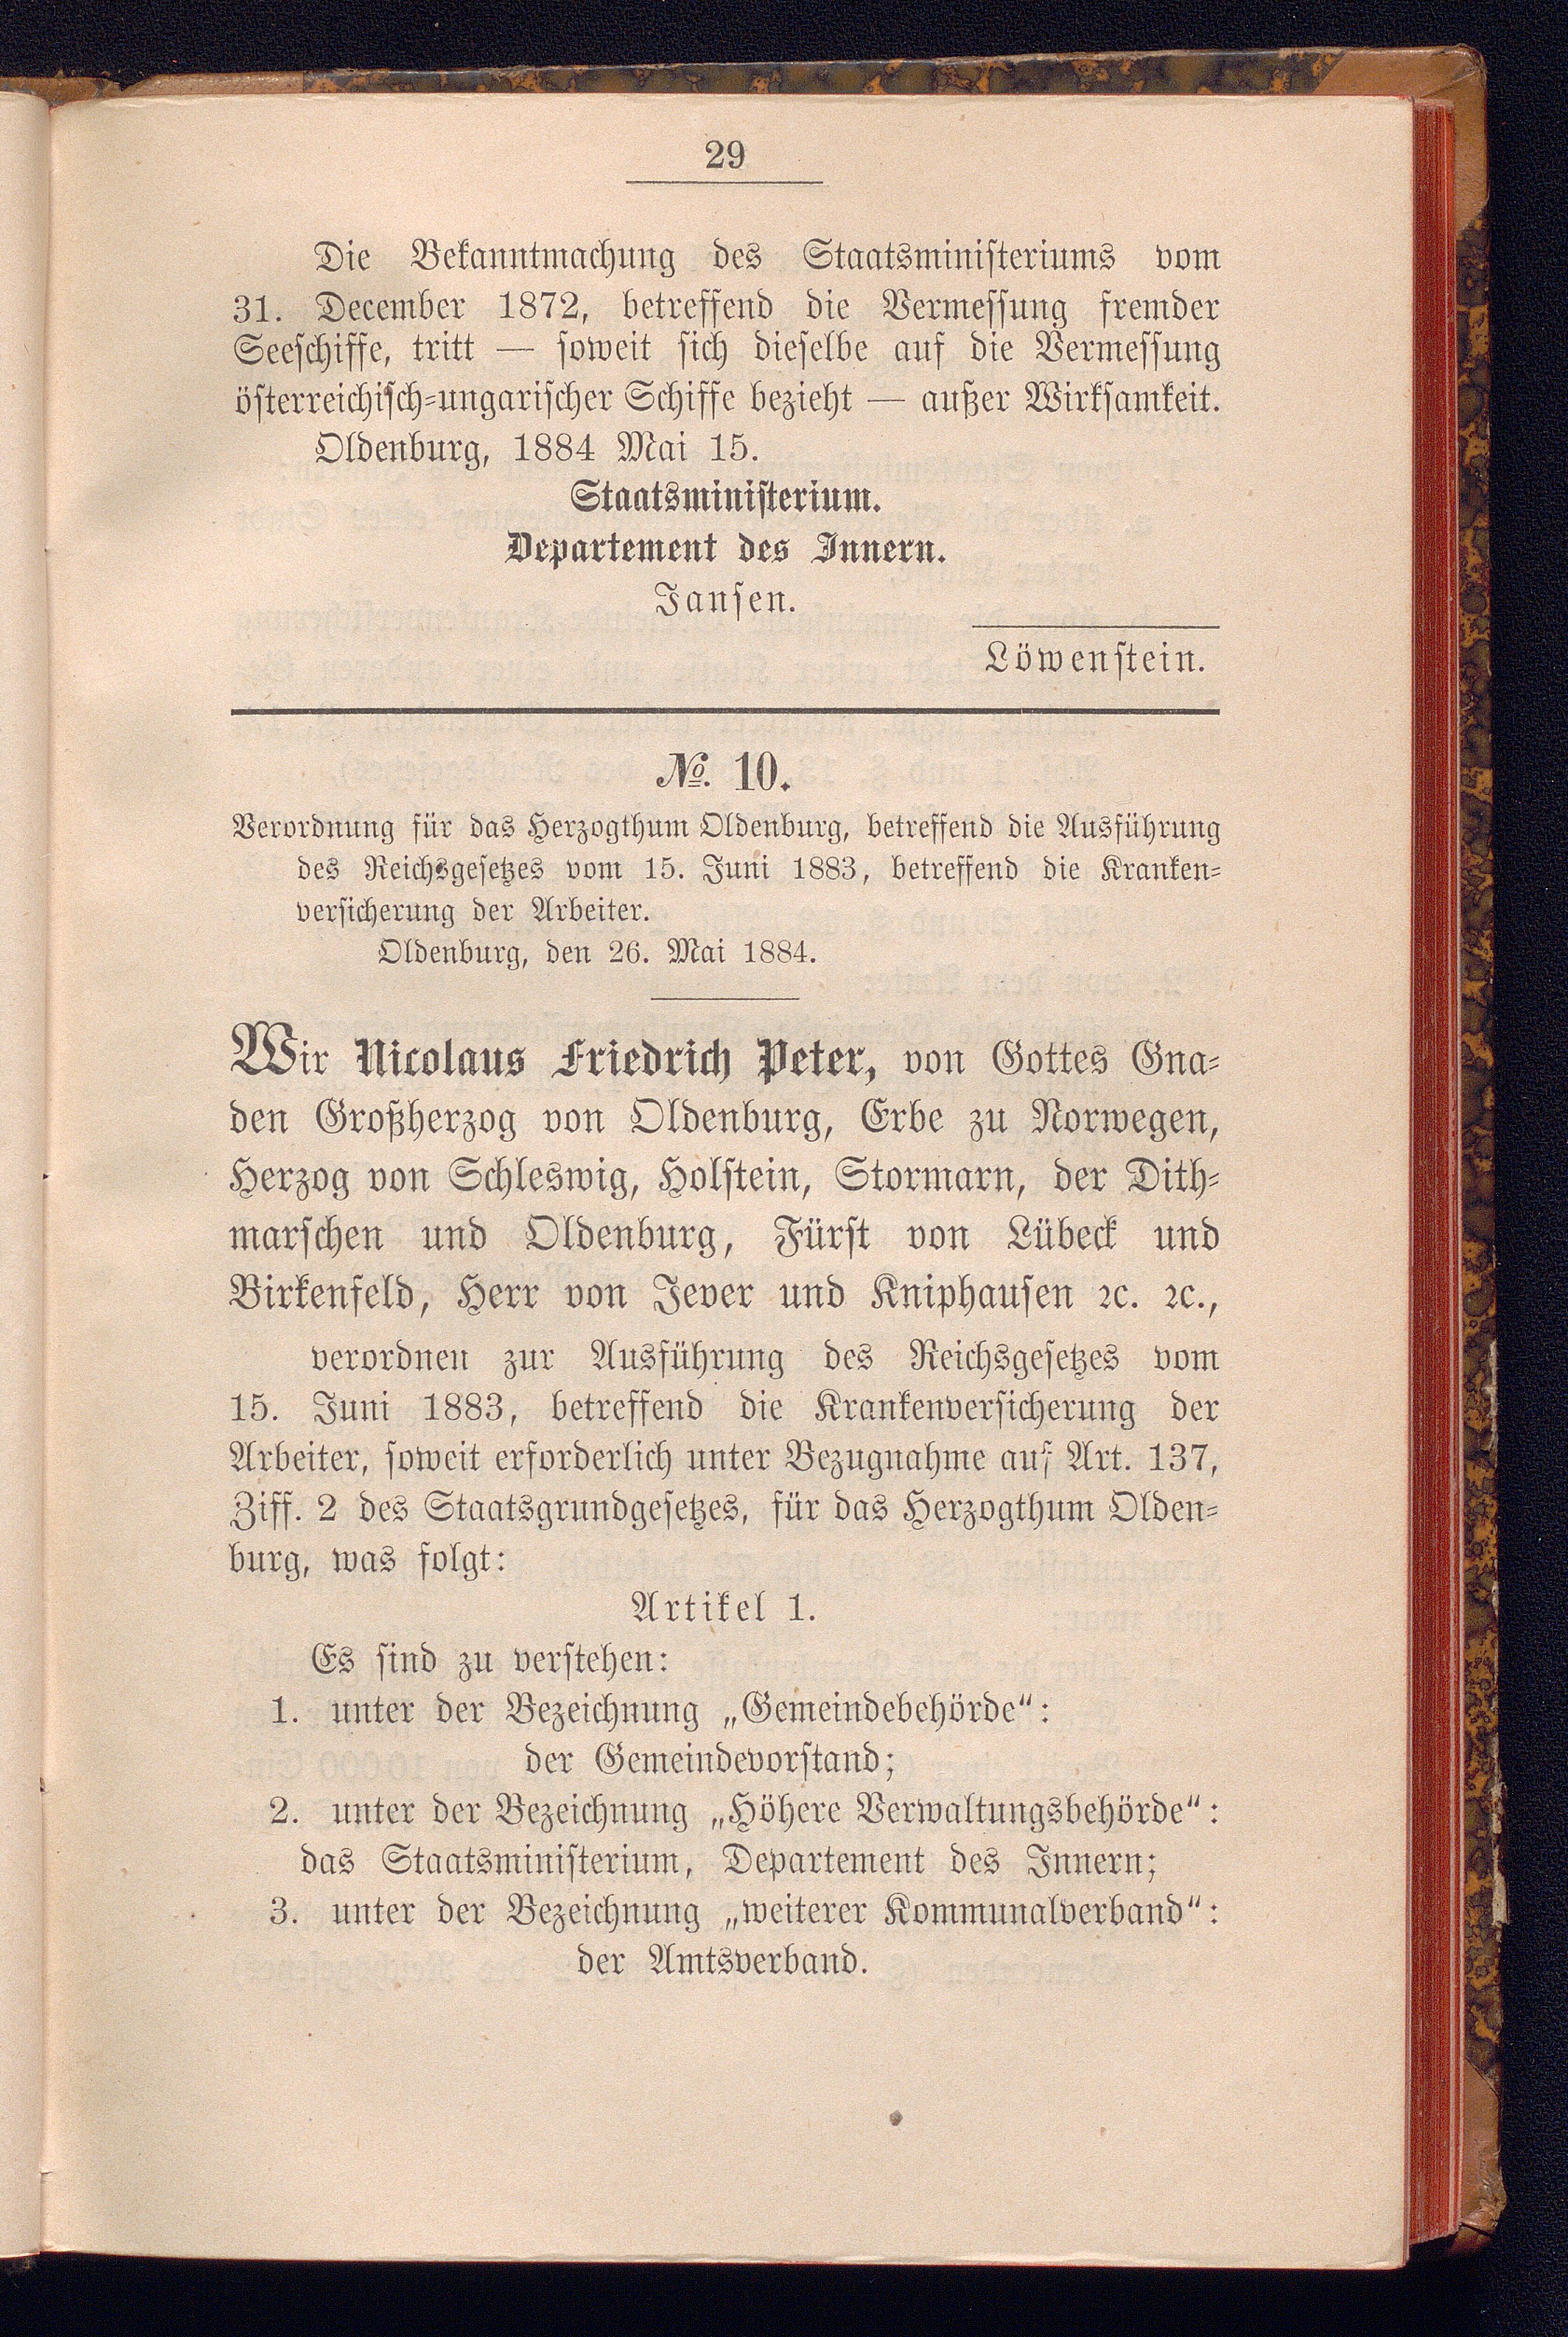 29
Die Bekanntmachung des Staatsministeriums vom
31. December 1872, betreffend die Vermessung fremder
Seeschiffe, tritt — soweit sich dieselbe auf die Vermessung
österreichisch-ungarischer Schiffe bezieht — außer Wirksamkeit.
Oldenburg, 1884 Mai 15.
Staatsministerium.
Departement des Innern.
Jansen.
Löwenstein.
№. 10.
Verordnung für das Herzogthum Oldenburg, betreffend die Ausführung
des Reichsgesetzes vom 15. Juni 1883, betreffend die Kranken-
versicherung der Arbeiter.
Oldenburg, den 26. Mai 1884.
Wir Nicolaus Friedrich Peter, von Gottes Gna-
den Großherzog von Oldenburg, Erbe zu Norwegen,
Herzog von Schleswig, Holstein, Stormarn, der Dith-
marschen und Oldenburg, Fürst von Lübeck und
Birkenfeld, Herr von Jever und Kniphausen ꝛc. ꝛc.,
verordnen zur Ausführung des Reichsgesetzes vom
15. Juni 1883, betreffend die Krankenversicherung der
Arbeiter, soweit erforderlich unter Bezugnahme auf Art. 137,
Ziff. 2 des Staatsgrundgesetzes, für das Herzogthum Olden-
burg, was folgt:
Artikel 1.
Es sind zu verstehen:
1. unter der Bezeichnung „Gemeindebehörde“:
der Gemeindevorstand;
2. unter der Bezeichnung „Höhere Verwaltungsbehörde“:
das Staatsministerium, Departement des Innern;
3. unter der Bezeichnung „weiterer Kommunalverband“:
der Amtsverband.